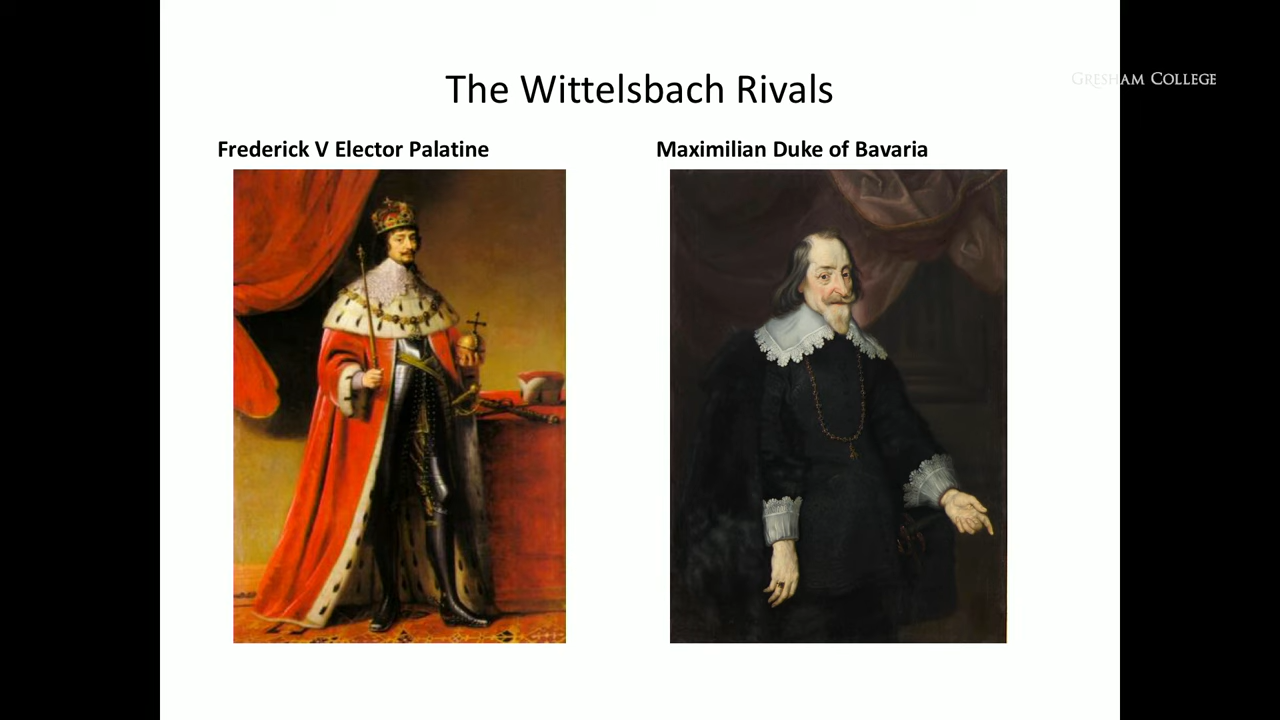 The Wittelsbach Rivals
GRESHAM COLLEGE
Frederick V Elector Palatine
Maximilian Duke of Bavaria